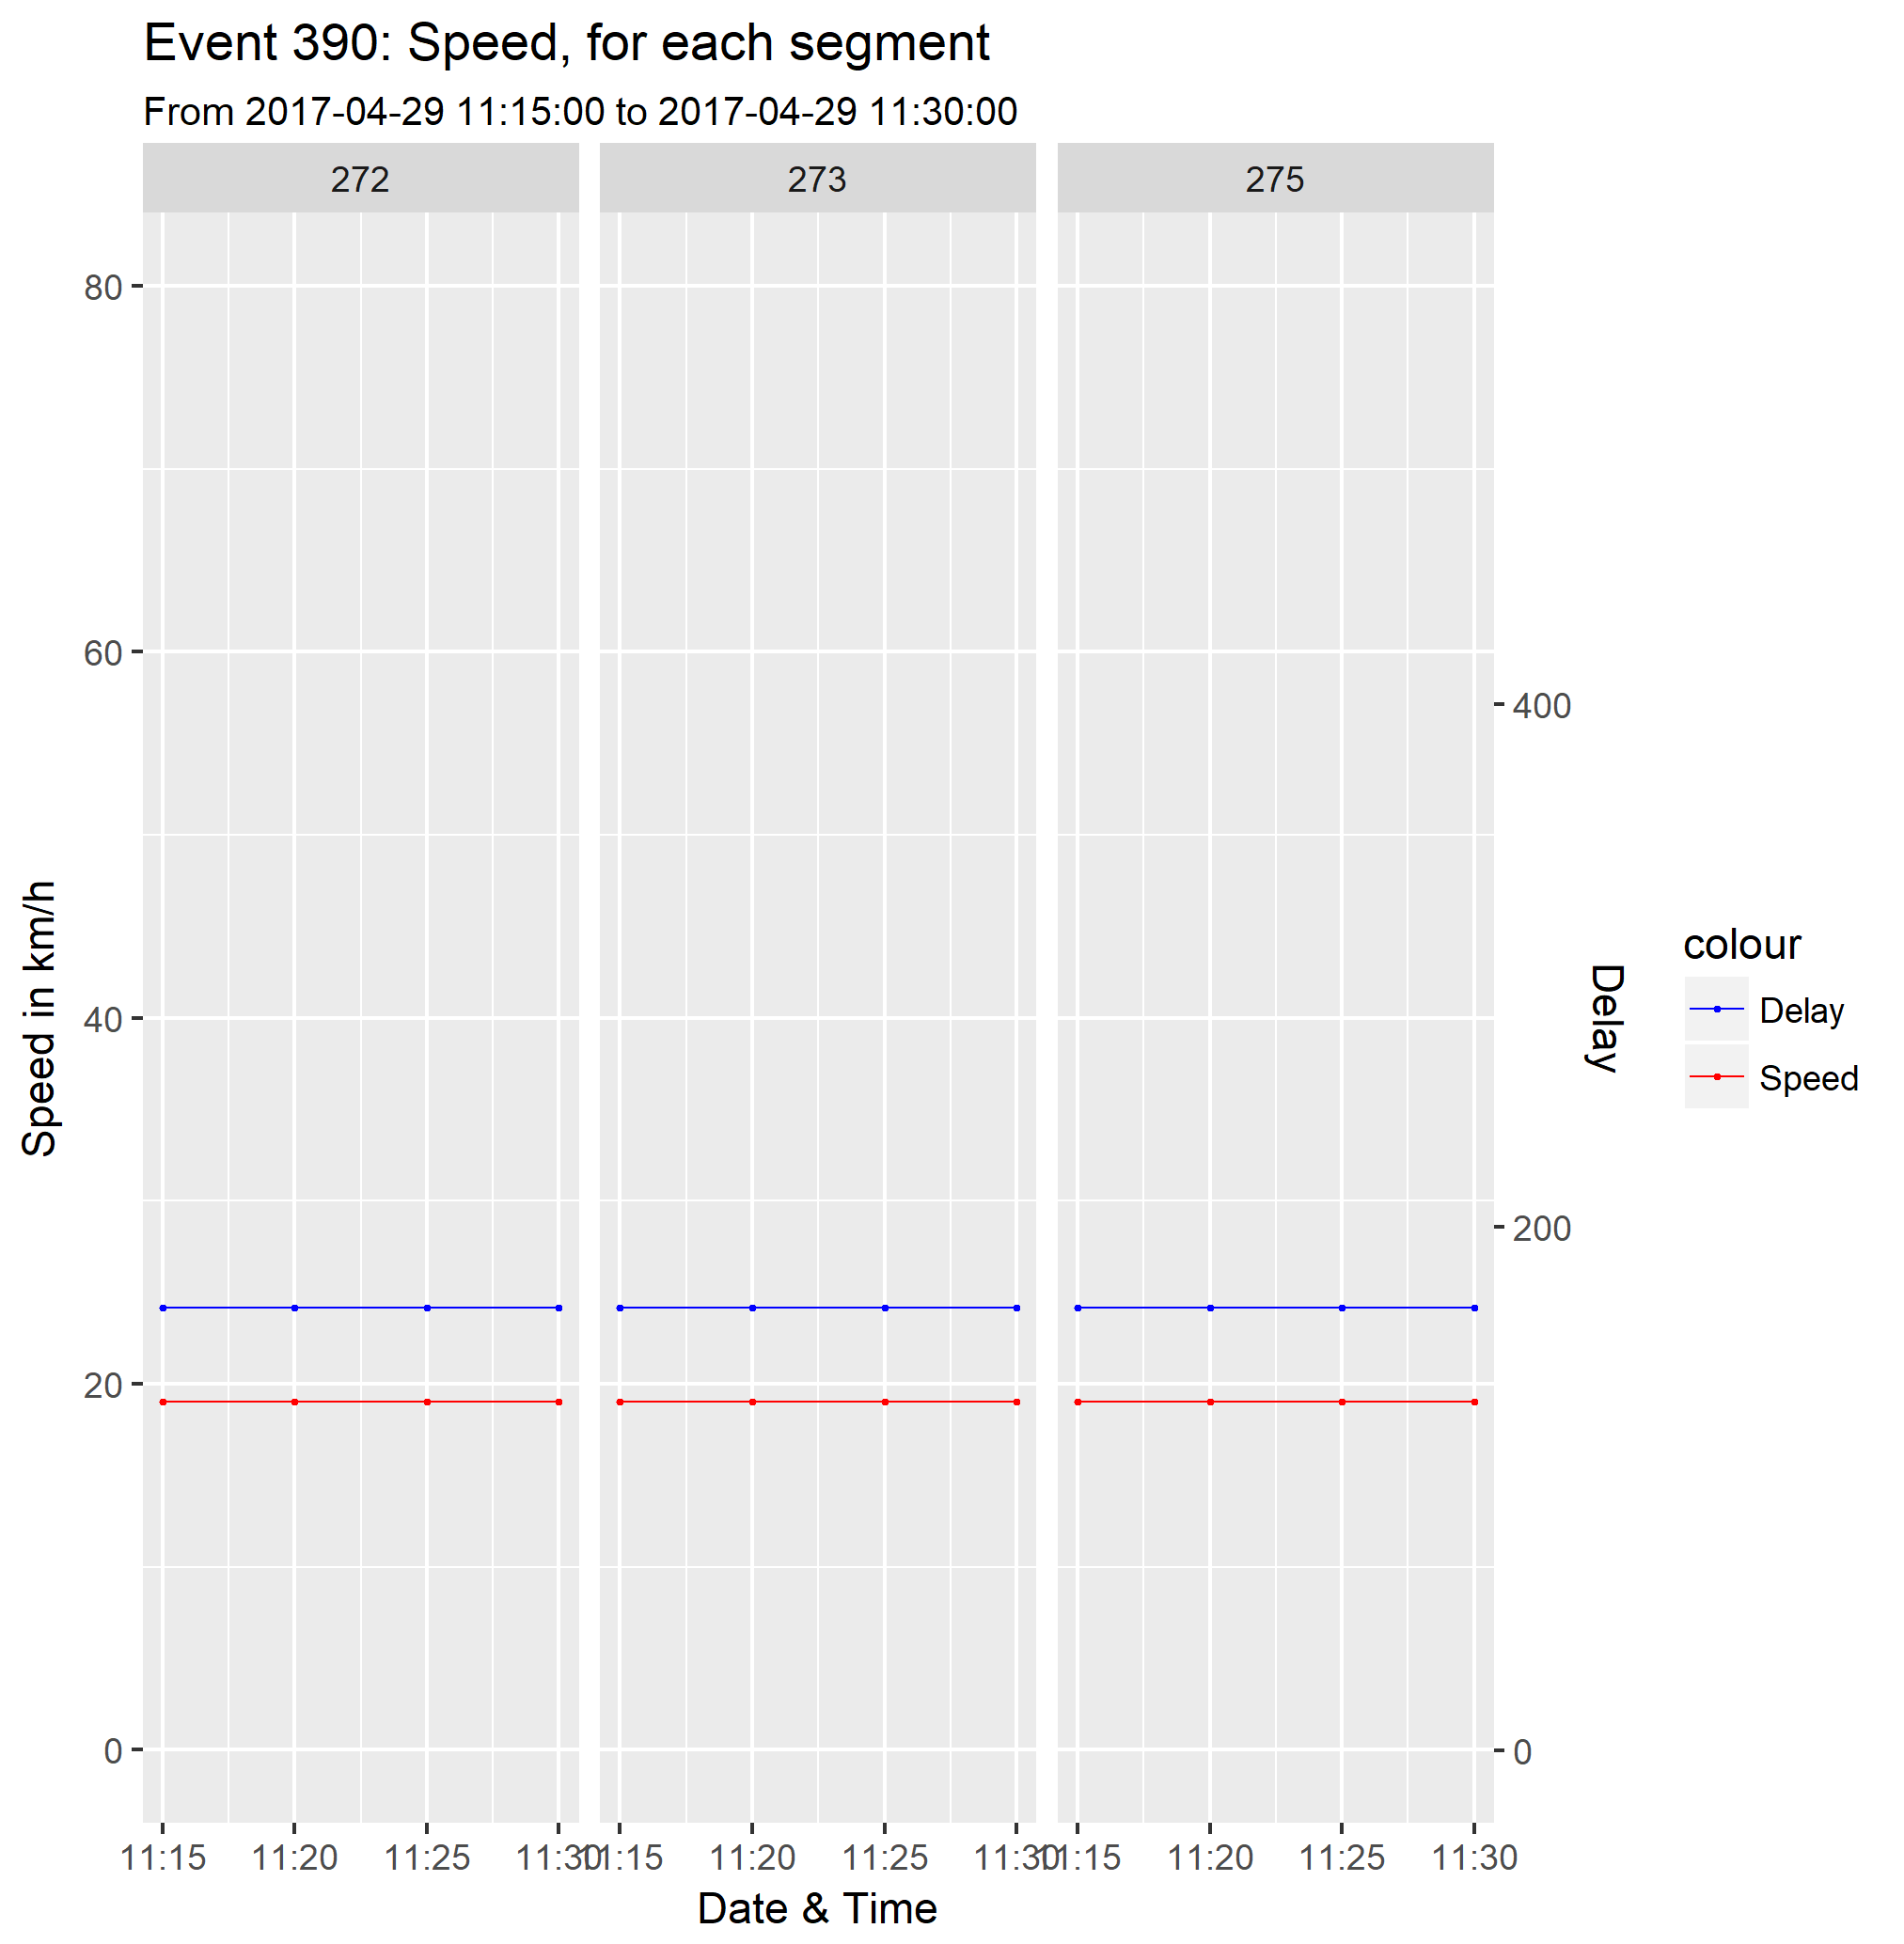 Event 390: Speed, for each segment
From 2017-04-29 11:15:00 to 2017-04-29 11:30:00
272 273 275
80
60
40
20
0
Speed in km/h
400
200
0
Delay
colour
Delay
Speed
11:15 11:20 11:25 11:30 11:15 11:20 11:25 11:30 11:15 11:20 11:25 11:30
Date & Time